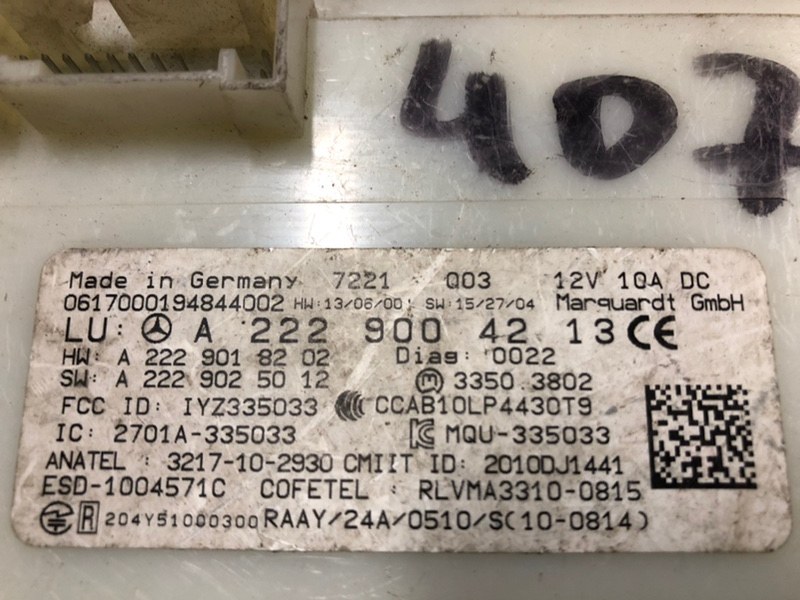 407
Made in Germany 7221 Q03 12V 10A DC
0617000194844002 HW:13/06/00 SW:15/27/04 Marquardt GmbH
LU: A 222 900 42 13 CE
HW: A 222 901 82 02 Diag: 0022
SW: A 222 902 50 12 M 3350.3802
FCC ID: IYZ335033 CCAB10LP4430T9
IC: 2701A-335033 MQU-335033
ANATEL : 3217-10-2930 CMIIT ID: 2010DJ1441
ESD-1004571C COFETEL : RLVMA3310-0815
R 204Y51000300 RAAY/24A/0510/S(10-0814)